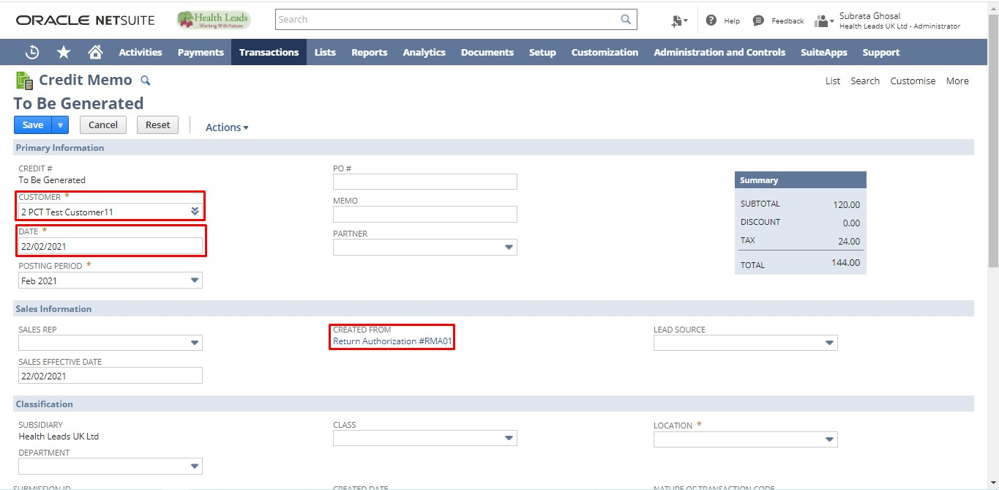 ORACLE NETSUITE
Health Leads
...Working With Nature
Search
Help
Feedback
Subrata Ghosal
Health Leads UK Ltd - Administrator
Activities Payments Transactions Lists Reports Analytics Documents Setup Customization Administration and Controls SuiteApps Support
Credit Memo
List Search Customise More
To Be Generated
Save Cancel Reset Actions
Primary Information
CREDIT #
To Be Generated
CUSTOMER *
2 PCT Test Customer11
DATE *
22/02/2021
POSTING PERIOD *
Feb 2021
PO #
MEMO
PARTNER
Summary
SUBTOTAL 120.00
DISCOUNT 0.00
TAX 24.00
TOTAL 144.00
Sales Information
SALES REP
SALES EFFECTIVE DATE
22/02/2021
CREATED FROM
Return Authorization #RMA01
LEAD SOURCE
Classification
SUBSIDIARY
Health Leads UK Ltd
DEPARTMENT
CLASS
LOCATION *
SUBMISSION ID
CREATED DATE
NATURE OF TRANSACTION CODE